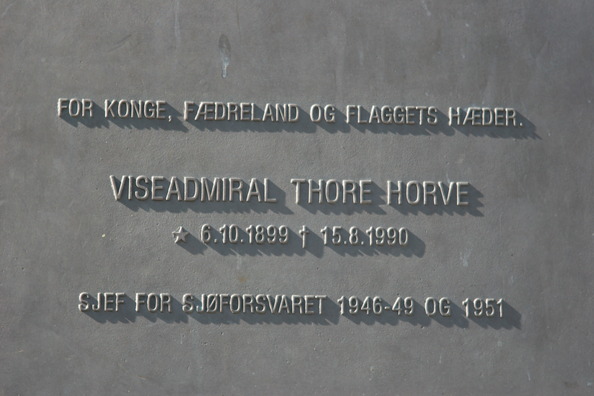 FOR KONGE, FÆDRELAND OG FLAGGETS HÆDER.
VISEADMIRAL THORE HORVE
☆ 6.10.1899 † 15.8.1990
SJEF FOR SJØFORSVARET 1946-49 OG 1951